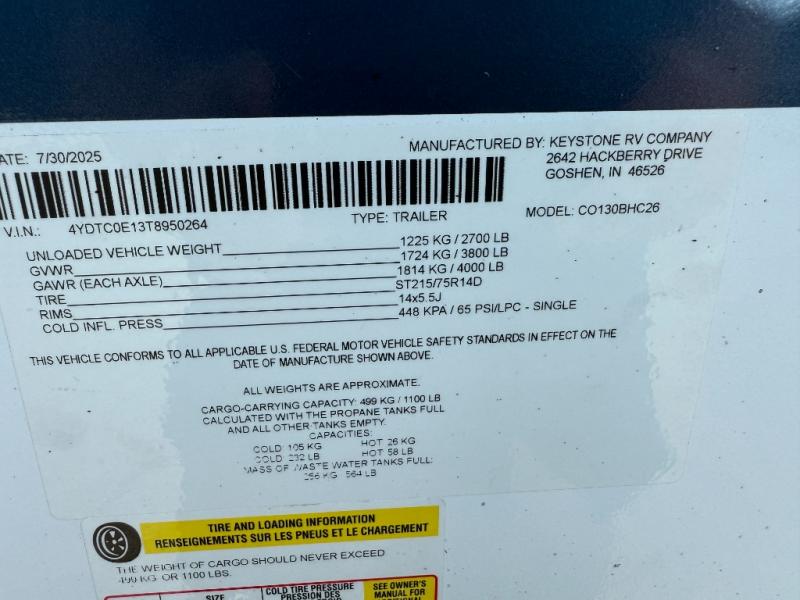 ATE: 7/30/2025
MANUFACTURED BY: KEYSTONE RV COMPANY
2642 HACKBERRY DRIVE
GOSHEN, IN 46526
V.I.N.: 4YDTC0E13T8950264 TYPE: TRAILER MODEL: CO130BHC26
UNLOADED VEHICLE WEIGHT 1225 KG / 2700 LB
GVWR 1724 KG / 3800 LB
GAWR (EACH AXLE) 1814 KG / 4000 LB
TIRE ST215/75R14D
RIMS 14x5.5J
COLD INFL. PRESS 448 KPA / 65 PSI/LPC - SINGLE
THIS VEHICLE CONFORMS TO ALL APPLICABLE U.S. FEDERAL MOTOR VEHICLE SAFETY STANDARDS IN EFFECT ON THE
DATE OF MANUFACTURE SHOWN ABOVE.
ALL WEIGHTS ARE APPROXIMATE.
CARGO-CARRYING CAPACITY: 499 KG / 1100 LB
CALCULATED WITH THE PROPANE TANKS FULL
AND ALL OTHER TANKS EMPTY.
CAPACITIES:
COLD: 105 KG HOT: 26 KG
COLD: 232 LB HOT: 58 LB
MASS OF WASTE WATER TANKS FULL:
256 KG 564 LB
TIRE AND LOADING INFORMATION
RENSEIGNEMENTS SUR LES PNEUS ET LE CHARGEMENT
THE WEIGHT OF CARGO SHOULD NEVER EXCEED
499 KG OR 1100 LBS.
SIZE
COLD TIRE PRESSURE
PRESSION DES
SEE OWNER'S
MANUAL FOR